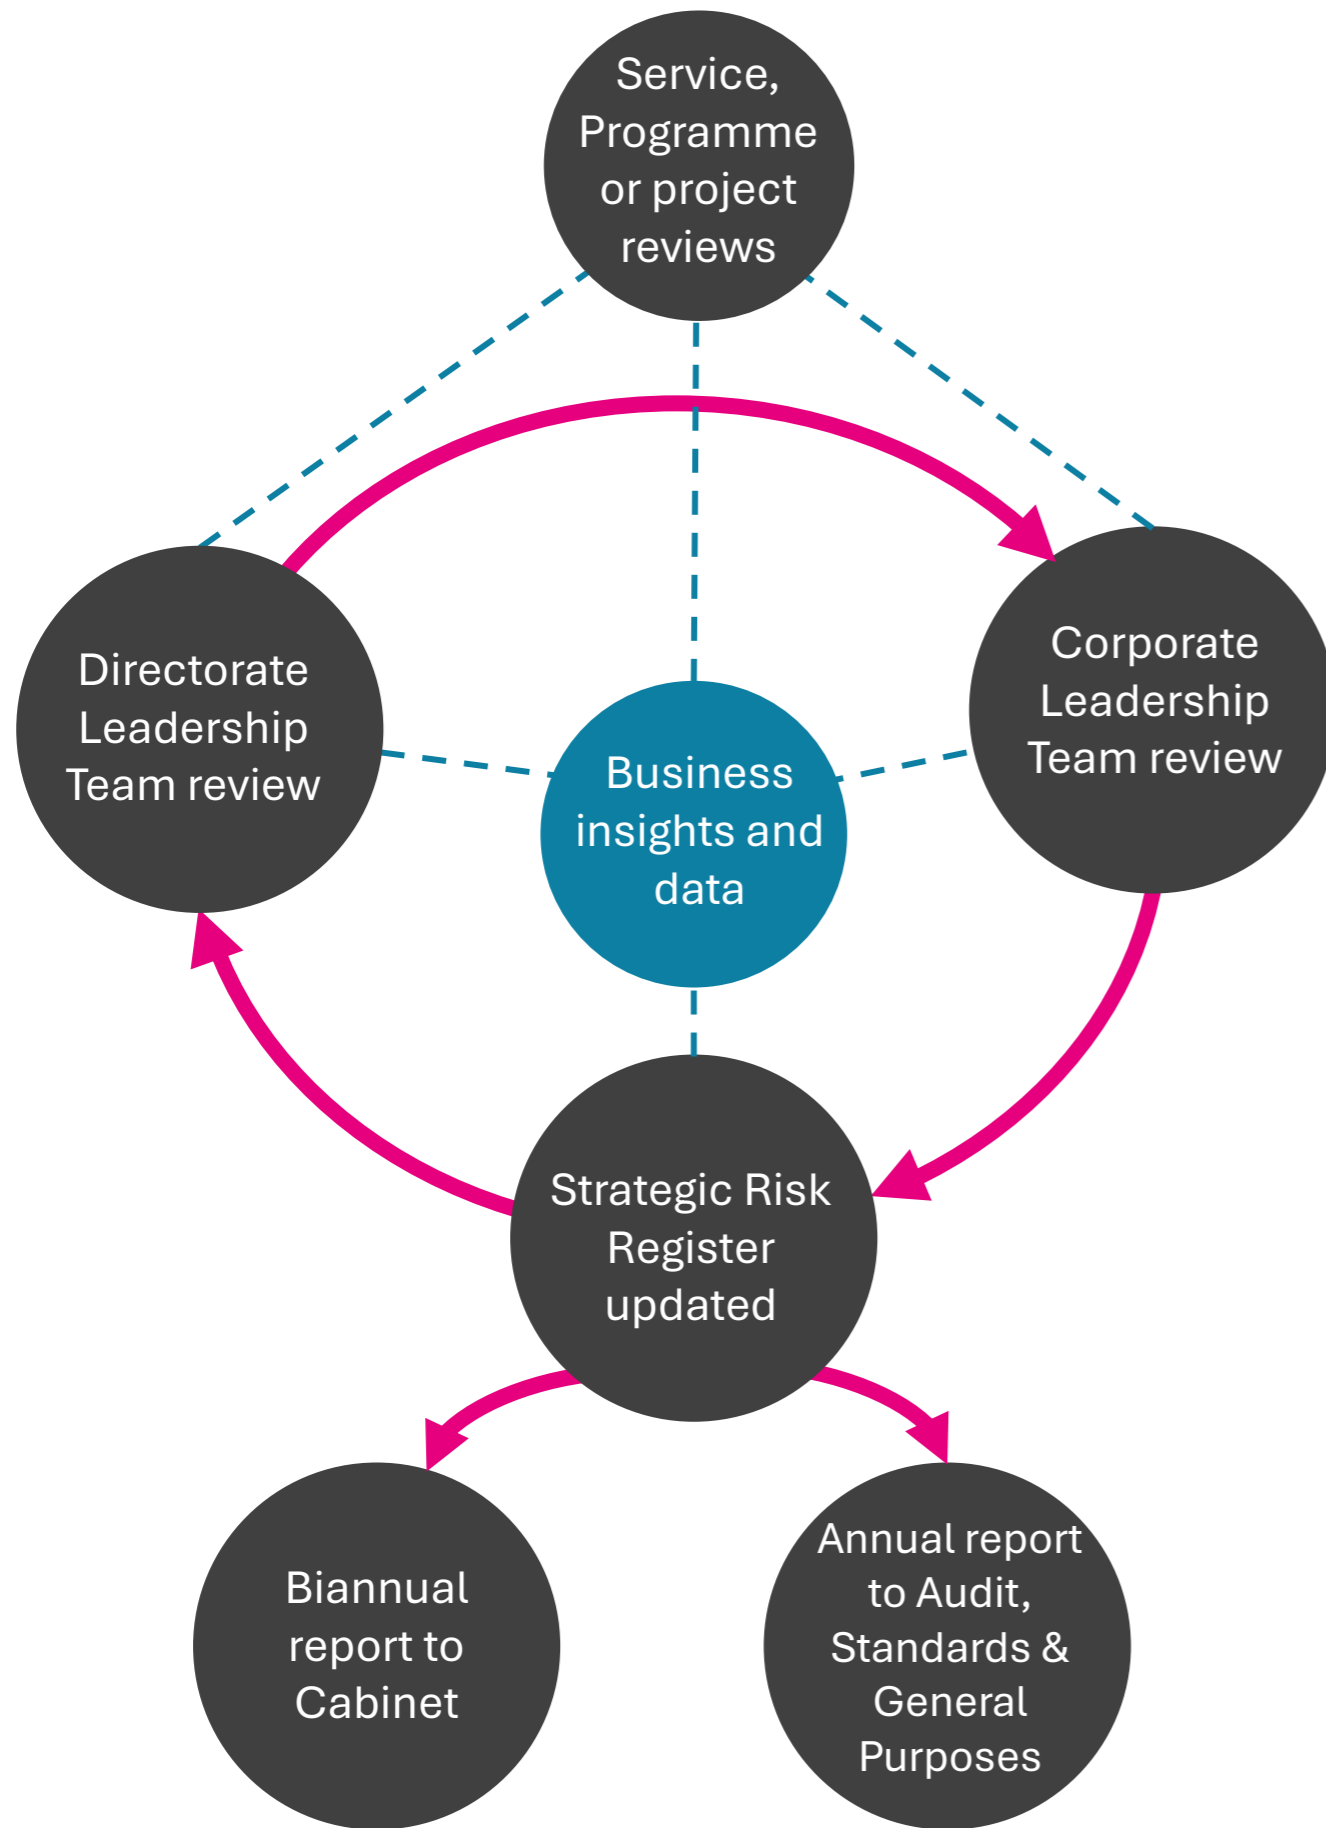 Service,
Programme
or project
reviews
Directorate
Leadership
Team review
Corporate
Leadership
Team review
Business
insights and
data
Strategic Risk
Register
updated
Biannual
report to
Cabinet
Annual report
to Audit,
Standards &
General
Purposes